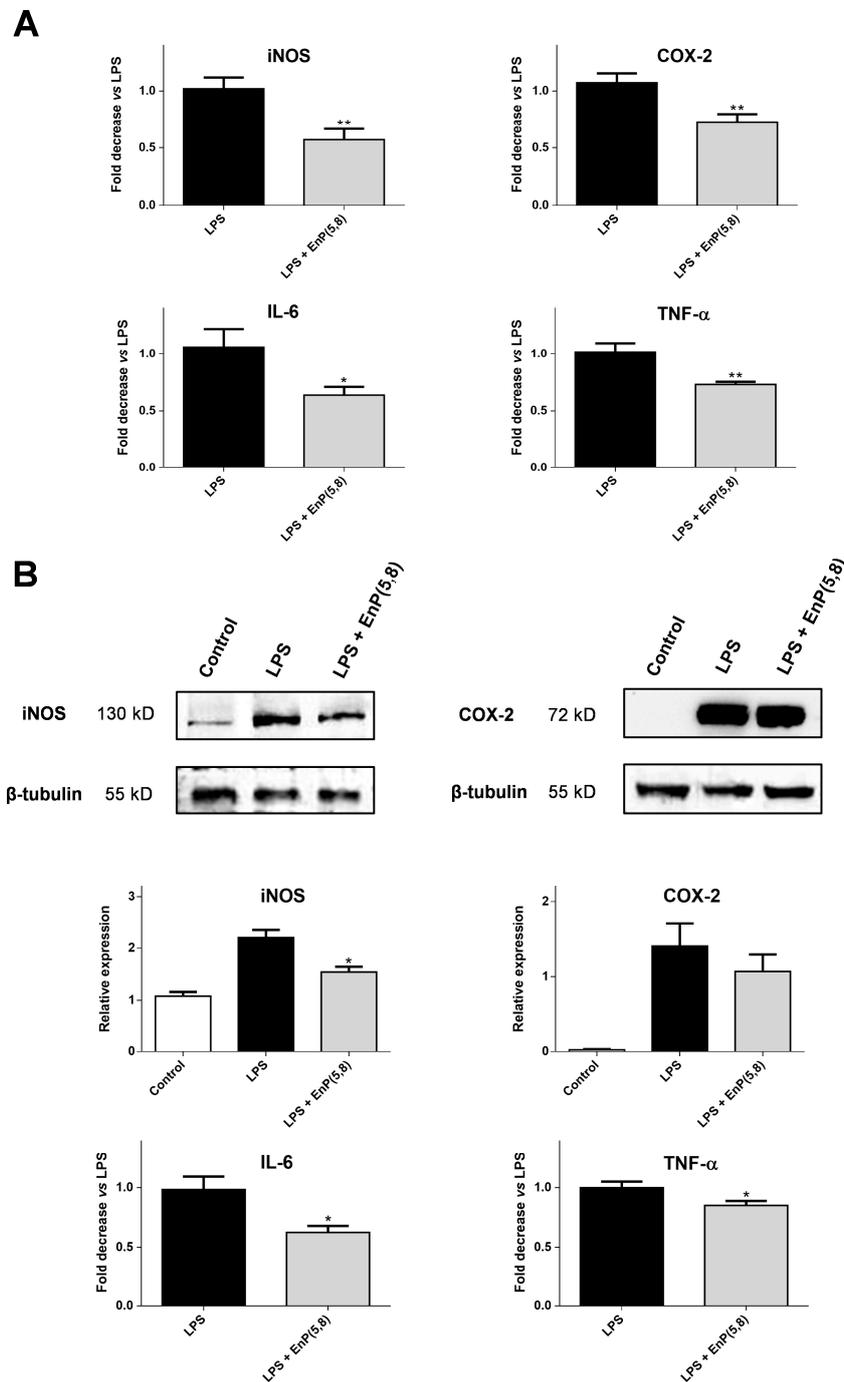 A
iNOS
Fold decrease vs LPS
1.0
0.5
0.0
**
LPS
LPS + EnP(5,8)
COX-2
Fold decrease vs LPS
1.0
0.5
0.0
**
LPS
LPS + EnP(5,8)
IL-6
Fold decrease vs LPS
1.0
0.5
0.0
*
LPS
LPS + EnP(5,8)
TNF-α
Fold decrease vs LPS
1.0
0.5
0.0
**
LPS
LPS + EnP(5,8)
B
Control
LPS
LPS + EnP(5,8)
iNOS 130 kD
β-tubulin 55 kD
Control
LPS
LPS + EnP(5,8)
COX-2 72 kD
β-tubulin 55 kD
iNOS
Relative expression
3
2
1
0
*
Control
LPS
LPS + EnP(5,8)
COX-2
Relative expression
2
1
0
Control
LPS
LPS + EnP(5,8)
IL-6
Fold decrease vs LPS
1.0
0.5
0.0
*
LPS
LPS + EnP(5,8)
TNF-α
Fold decrease vs LPS
1.0
0.5
0.0
*
LPS
LPS + EnP(5,8)